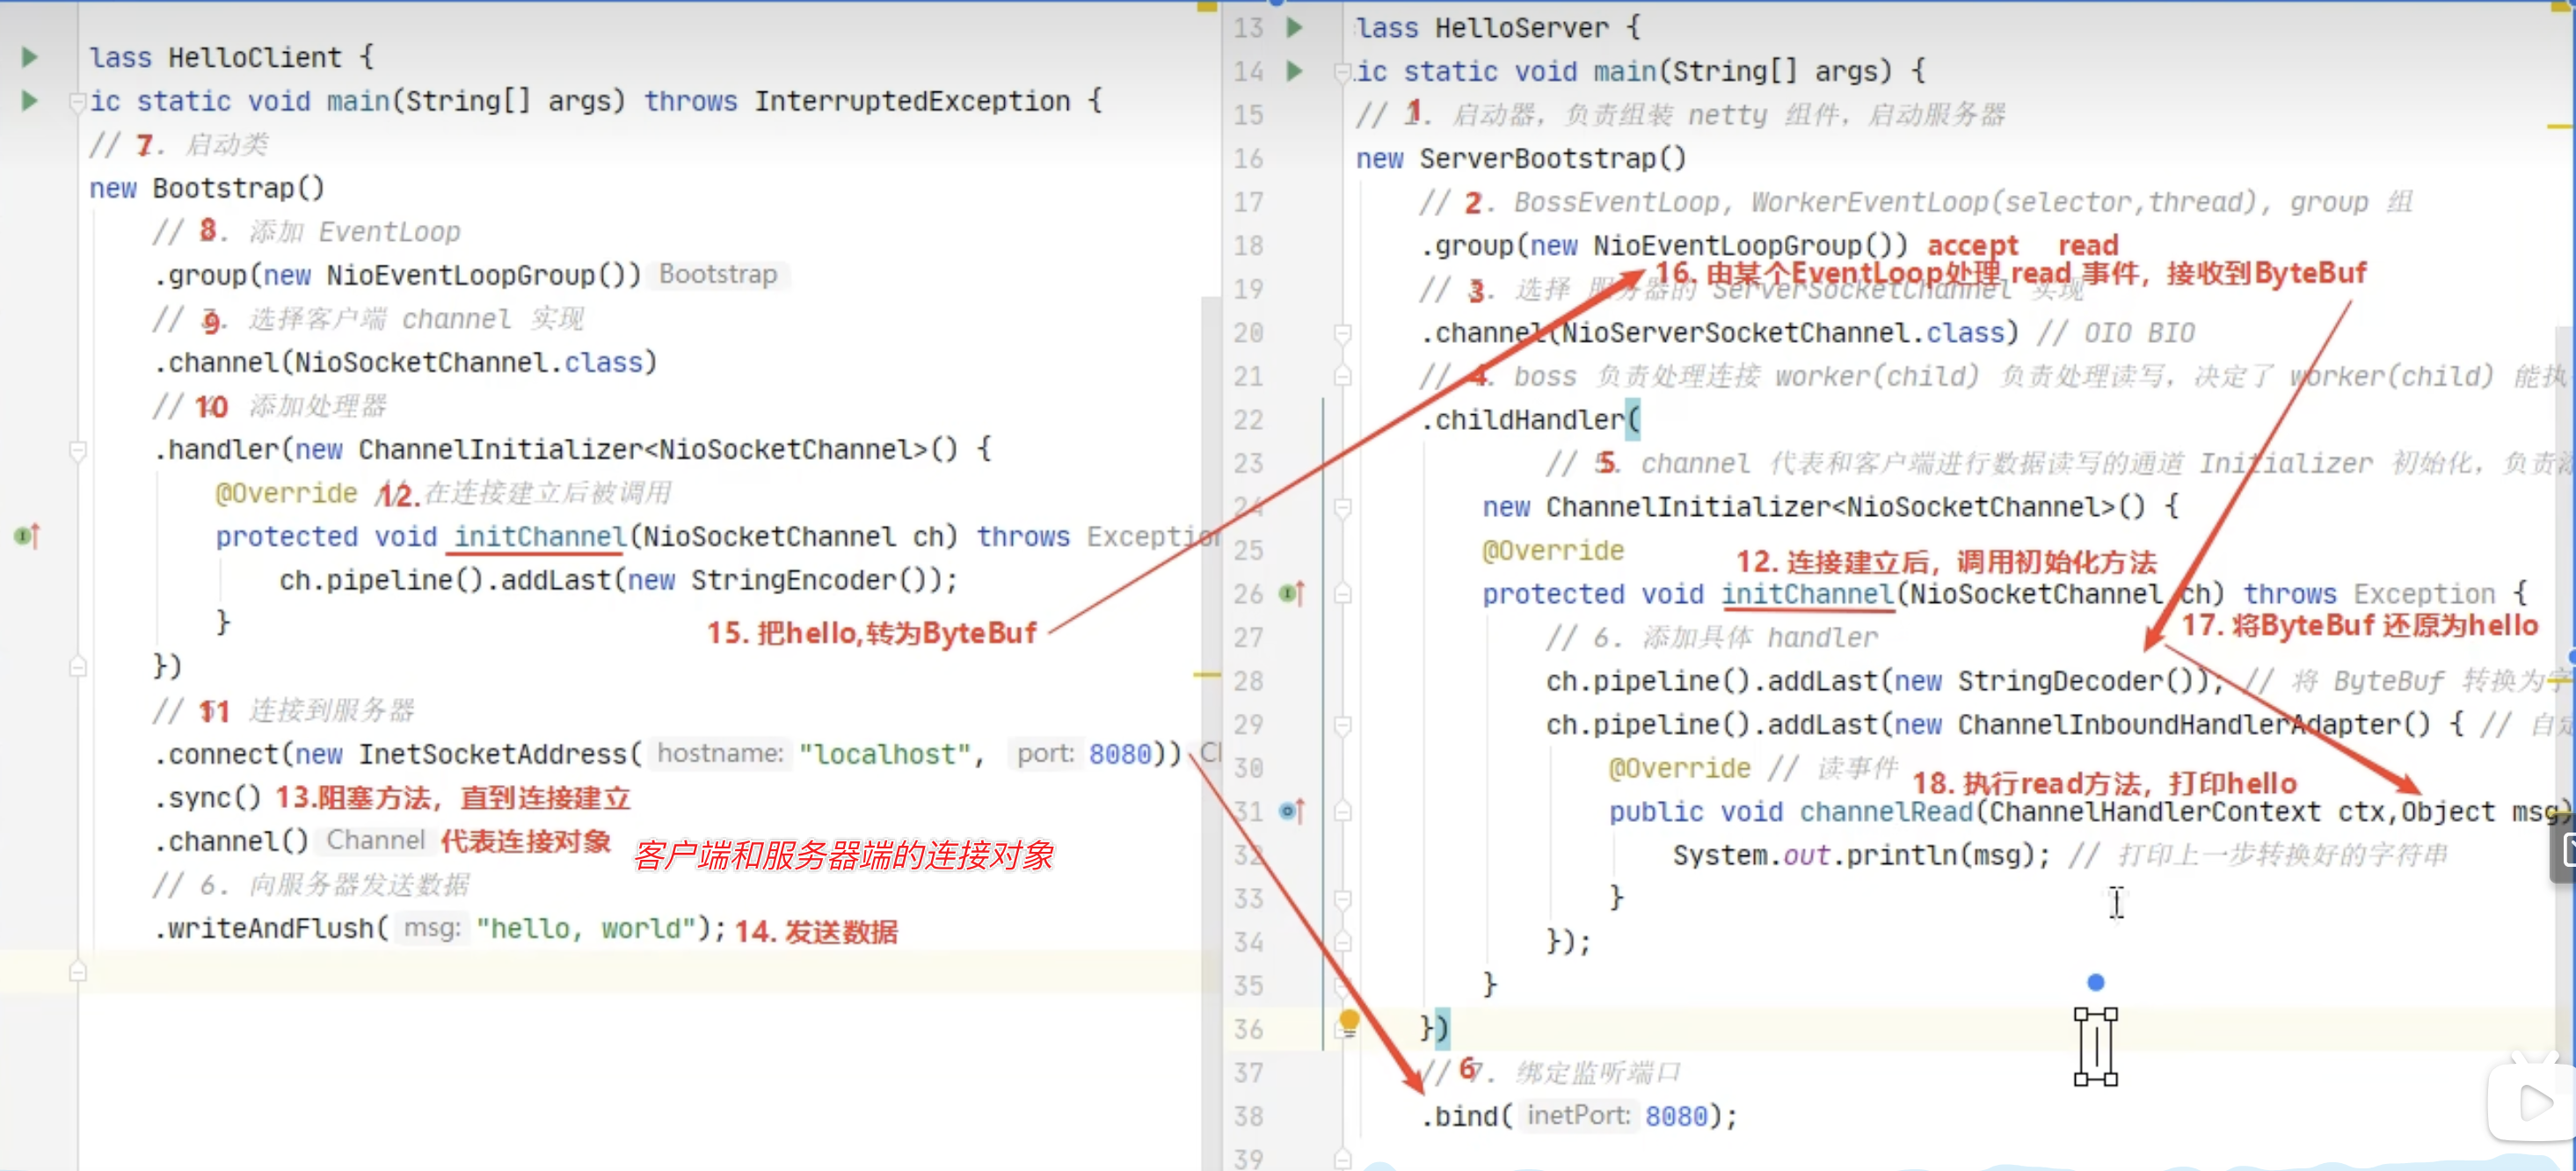 lass HelloClient {
ic static void main(String[] args) throws InterruptedException {
// 7. 启动类
new Bootstrap()
// 8. 添加 EventLoop
.group(new NioEventLoopGroup()) Bootstrap
// 9. 选择客户端 channel 实现
.channel(NioSocketChannel.class)
// 10 添加处理器
.handler(new ChannelInitializer<NioSocketChannel>() {
@Override // 12. 在连接建立后被调用
protected void initChannel(NioSocketChannel ch) throws Exception
ch.pipeline().addLast(new StringEncoder());
}
15. 把hello,转为ByteBuf
})
// 11 连接到服务器
.connect(new InetSocketAddress( hostname: "localhost", port: 8080))
.sync() 13.阻塞方法，直到连接建立
.channel() Channel 代表连接对象 客户端和服务器端的连接对象
// 6. 向服务器发送数据
.writeAndFlush( msg: "hello, world"); 14. 发送数据
13 lass HelloServer {
14 ic static void main(String[] args) {
15 // 1. 启动器，负责组装 netty 组件，启动服务器
16 new ServerBootstrap()
17 // 2. BossEventLoop, WorkerEventLoop(selector,thread), group 组
18 .group(new NioEventLoopGroup()) accept read
16. 由某个EventLoop处理 read 事件，接收到ByteBuf
19 // 3. 选择 服务器的 ServerSocketChannel 实现
20 .channel(NioServerSocketChannel.class) // OIO BIO
21 // 4. boss 负责处理连接 worker(child) 负责处理读写，决定了 worker(child) 能执
22 .childHandler(
23 // 5. channel 代表和客户端进行数据读写的通道 Initializer 初始化，负责
24 new ChannelInitializer<NioSocketChannel>() {
25 @Override
12. 连接建立后，调用初始化方法
26 protected void initChannel(NioSocketChannel ch) throws Exception {
27 // 6. 添加具体 handler
17. 将ByteBuf 还原为hello
28 ch.pipeline().addLast(new StringDecoder()); // 将 ByteBuf 转换为字
29 ch.pipeline().addLast(new ChannelInboundHandlerAdapter() { // 自定
30 @Override // 读事件
18. 执行read方法，打印hello
31 public void channelRead(ChannelHandlerContext ctx,Object msg)
32 System.out.println(msg); // 打印上一步转换好的字符串
33 }
34 });
35 }
36 })
37 // 6 7. 绑定监听端口
38 .bind( inetPort: 8080);
39